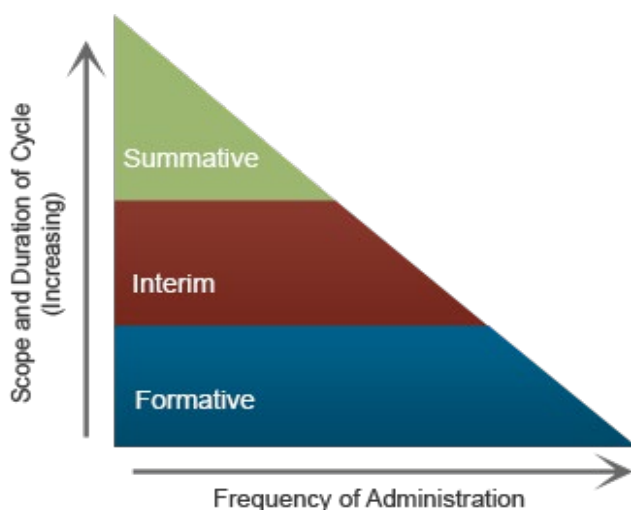 Scope and Duration of Cycle
(Increasing)
Summative
Interim
Formative
Frequency of Administration